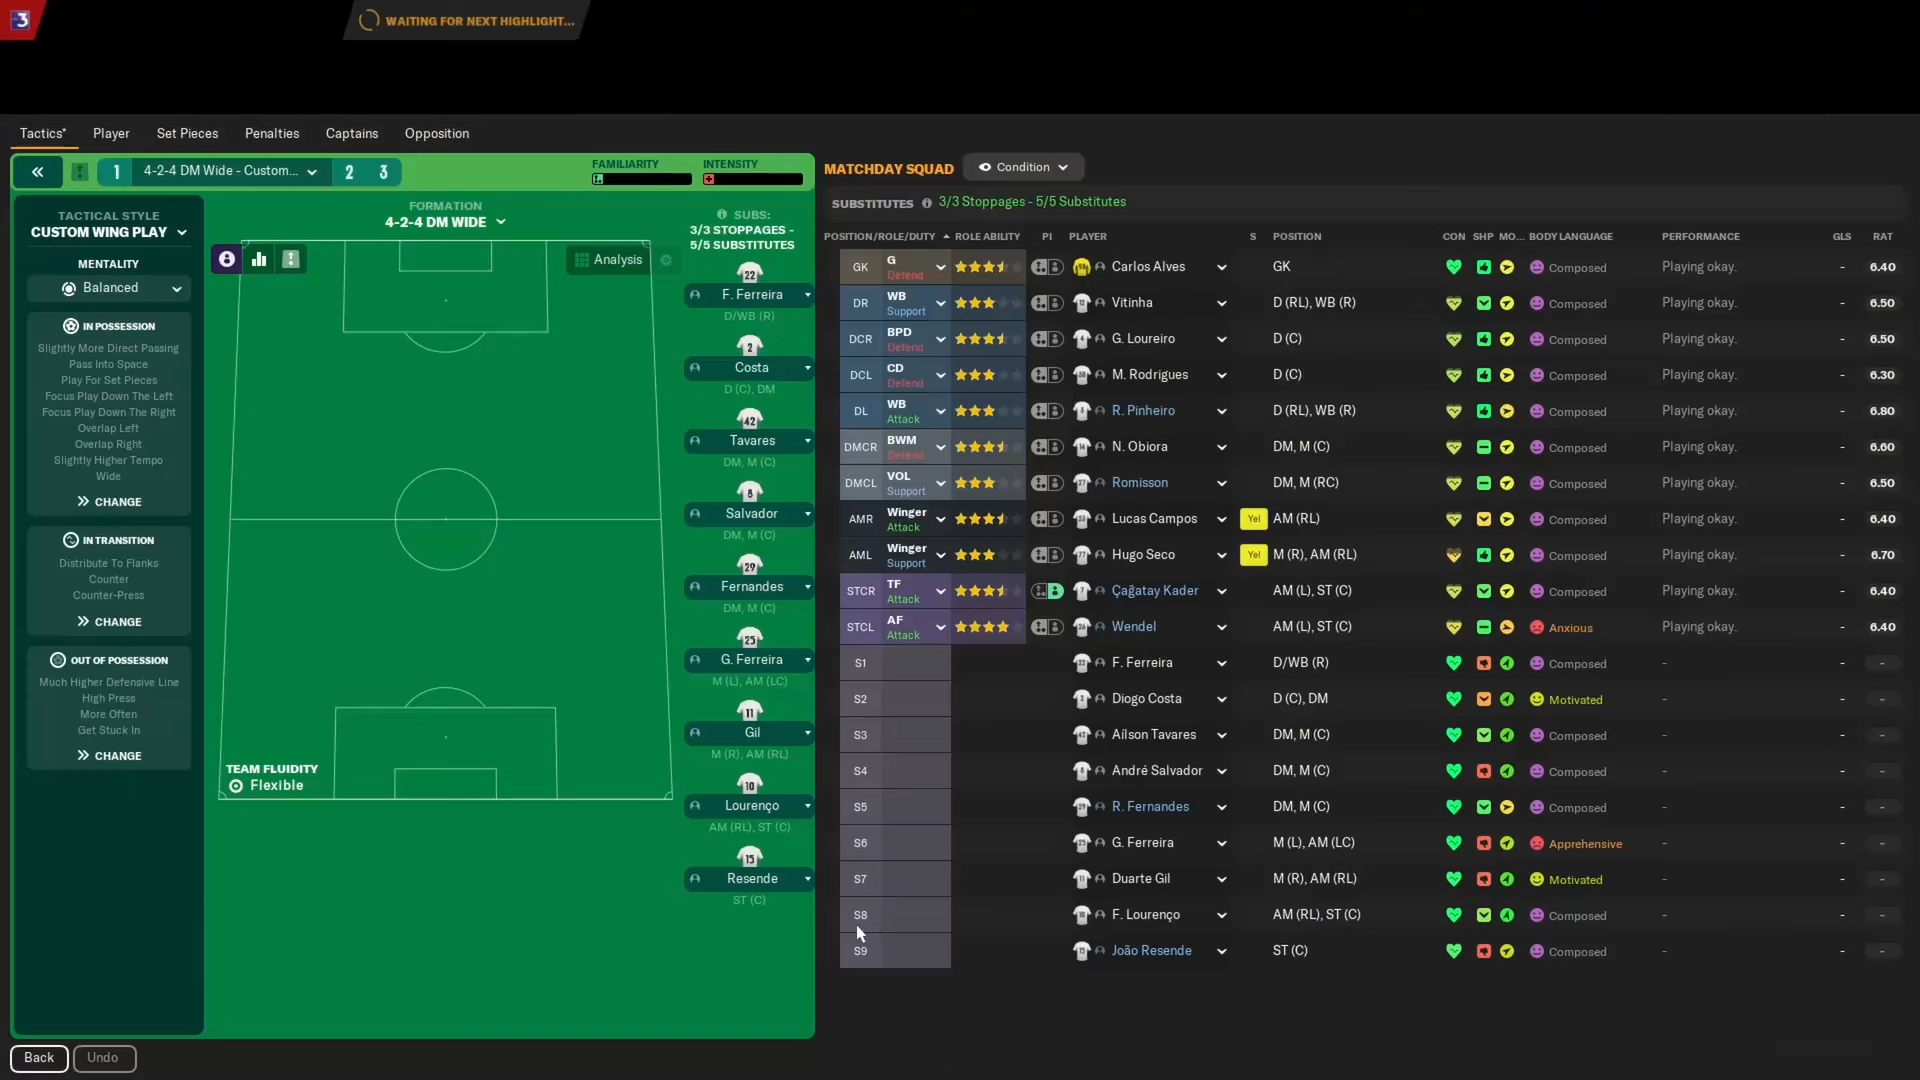 3
WAITING FOR NEXT HIGHLIGHT...
Tactics* Player Set Pieces Penalties Captains Opposition
1 4-2-4 DM Wide - Custom... 2 3
FAMILIARITY INTENSITY
TACTICAL STYLE
CUSTOM WING PLAY
MENTALITY
Balanced
IN POSSESSION
Slightly More Direct Passing
Pass Into Space
Play For Set Pieces
Focus Play Down The Left
Focus Play Down The Right
Overlap Left
Overlap Right
Slightly Higher Tempo
Wide
CHANGE
IN TRANSITION
Distribute To Flanks
Counter
Counter-Press
CHANGE
OUT OF POSSESSION
Much Higher Defensive Line
High Press
More Often
Get Stuck In
CHANGE
FORMATION
4-2-4 DM WIDE
Analysis
TEAM FLUIDITY
Flexible
SUBS:
3/3 STOPPAGES -
5/5 SUBSTITUTES
22
F. Ferreira
D/WB (R)
2
Costa
D (C), DM
42
Tavares
DM, M (C)
8
Salvador
DM, M (C)
29
Fernandes
DM, M (C)
25
G. Ferreira
M (L), AM (LC)
11
Gil
M (R), AM (RL)
10
Lourenço
AM (RL), ST (C)
15
Resende
ST (C)
MATCHDAY SQUAD Condition
SUBSTITUTES 3/3 Stoppages - 5/5 Substitutes
POSITION/ROLE/DUTY ROLE ABILITY PI PLAYER S POSITION CON SHP MO... BODY LANGUAGE PERFORMANCE GLS RAT
GK G Defend Carlos Alves GK Composed Playing okay. - 6.40
DR WB Support Vitinha D (RL), WB (R) Composed Playing okay. - 6.50
DCR BPD Defend G. Loureiro D (C) Composed Playing okay. - 6.50
DCL CD Defend M. Rodrigues D (C) Composed Playing okay. - 6.30
DL WB Attack R. Pinheiro D (RL), WB (R) Composed Playing okay. - 6.80
DMCR BWM Defend N. Obiora DM, M (C) Composed Playing okay. - 6.60
DMCL VOL Support Romisson DM, M (RC) Composed Playing okay. - 6.50
AMR Winger Attack Lucas Campos Yel AM (RL) Composed Playing okay. - 6.40
AML Winger Support Hugo Seco Yel M (R), AM (RL) Composed Playing okay. - 6.70
STCR TF Attack Çağatay Kader AM (L), ST (C) Composed Playing okay. - 6.40
STCL AF Attack Wendel AM (L), ST (C) Anxious Playing okay. - 6.40
S1 F. Ferreira D/WB (R) Composed - - -
S2 Diogo Costa D (C), DM Motivated - - -
S3 Aílson Tavares DM, M (C) Composed - - -
S4 André Salvador DM, M (C) Composed - - -
S5 R. Fernandes DM, M (C) Composed - - -
S6 G. Ferreira M (L), AM (LC) Apprehensive - - -
S7 Duarte Gil M (R), AM (RL) Motivated - - -
S8 F. Lourenço AM (RL), ST (C) Composed - - -
S9 João Resende ST (C) Composed - - -
Back Undo